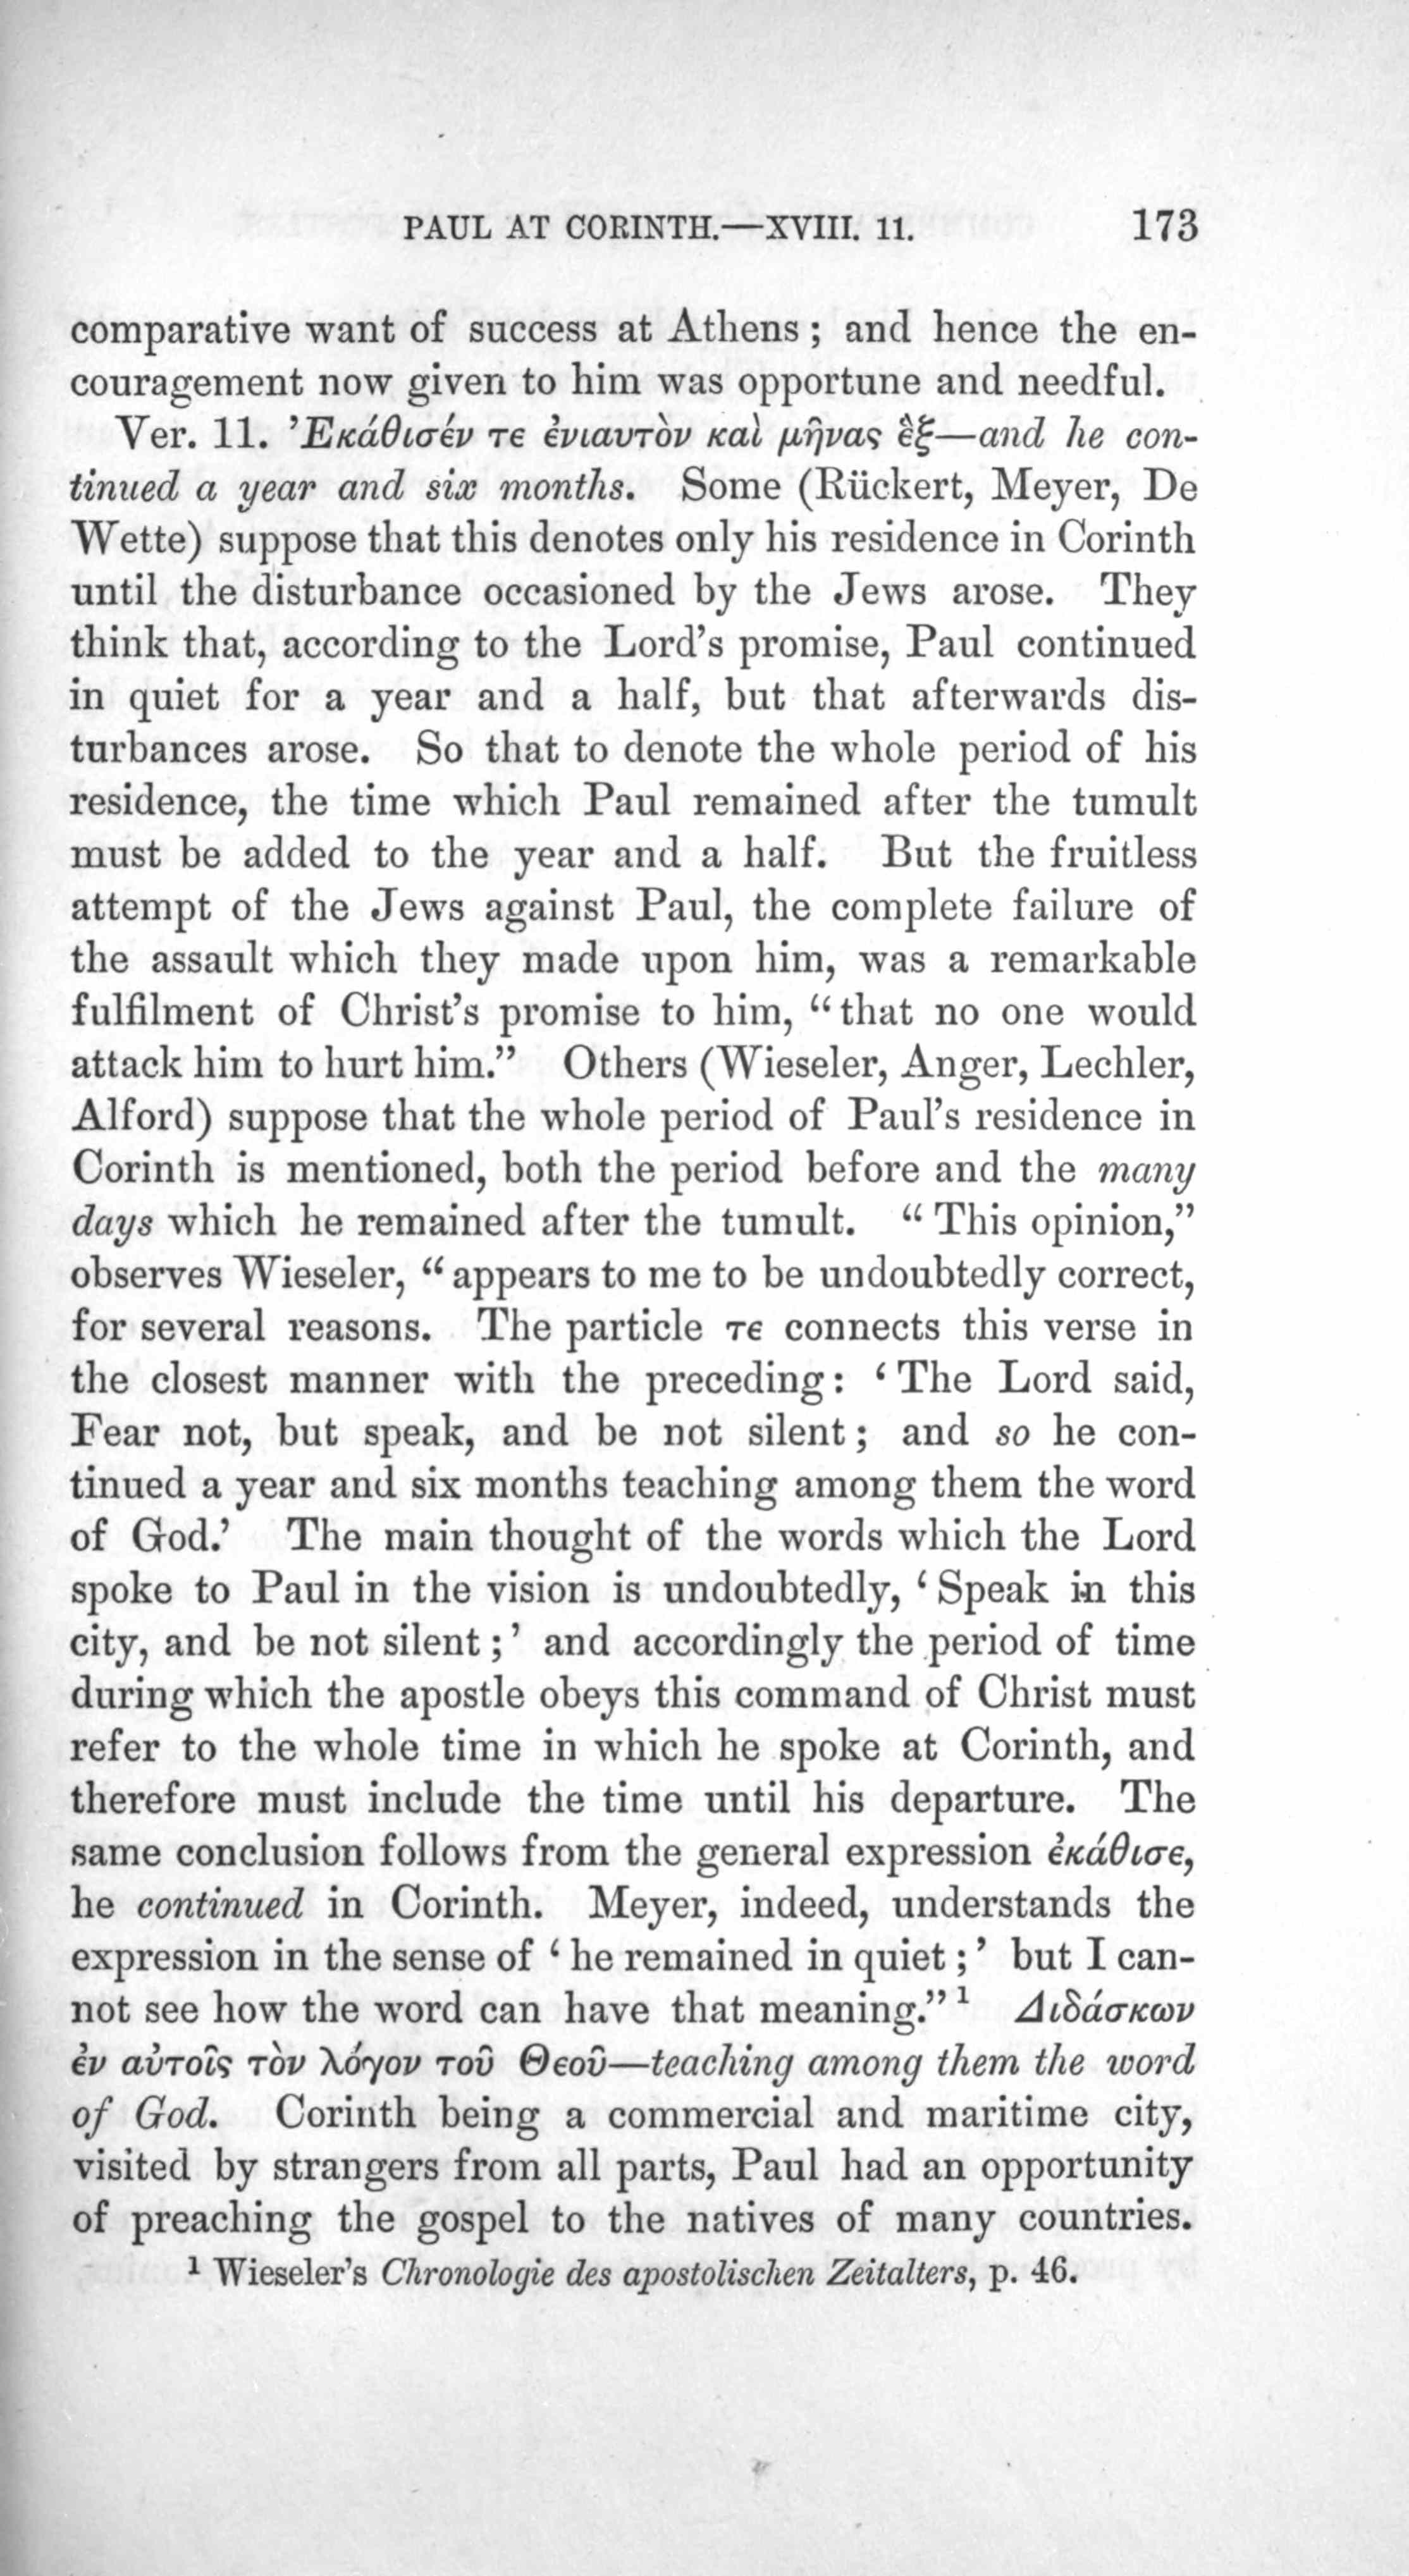 PAUL AT CORINTH.—XVIII. 11. 173
comparative want of success at Athens; and hence the en-
couragement now given to him was opportune and needful.
Ver. 11. Ἐκάθισέν τε ἐνιαυτὸν καὶ μῆνας ἓξ—and he con-
tinued a year and six months. Some (Rückert, Meyer, De
Wette) suppose that this denotes only his residence in Corinth
until the disturbance occasioned by the Jews arose. They
think that, according to the Lord's promise, Paul continued
in quiet for a year and a half, but that afterwards dis-
turbances arose. So that to denote the whole period of his
residence, the time which Paul remained after the tumult
must be added to the year and a half. But the fruitless
attempt of the Jews against Paul, the complete failure of
the assault which they made upon him, was a remarkable
fulfilment of Christ's promise to him, “that no one would
attack him to hurt him.” Others (Wieseler, Anger, Lechler,
Alford) suppose that the whole period of Paul's residence in
Corinth is mentioned, both the period before and the many
days which he remained after the tumult. “This opinion,”
observes Wieseler, “appears to me to be undoubtedly correct,
for several reasons. The particle τε connects this verse in
the closest manner with the preceding: ‘The Lord said,
Fear not, but speak, and be not silent; and so he con-
tinued a year and six months teaching among them the word
of God.’ The main thought of the words which the Lord
spoke to Paul in the vision is undoubtedly, ‘Speak in this
city, and be not silent;’ and accordingly the period of time
during which the apostle obeys this command of Christ must
refer to the whole time in which he spoke at Corinth, and
therefore must include the time until his departure. The
same conclusion follows from the general expression ἐκάθισε,
he continued in Corinth. Meyer, indeed, understands the
expression in the sense of ‘he remained in quiet;’ but I can-
not see how the word can have that meaning.”¹ Διδάσκων
ἐν αὐτοῖς τὸν λόγον τοῦ Θεοῦ—teaching among them the word
of God. Corinth being a commercial and maritime city,
visited by strangers from all parts, Paul had an opportunity
of preaching the gospel to the natives of many countries.
¹ Wieseler's Chronologie des apostolischen Zeitalters, p. 46.